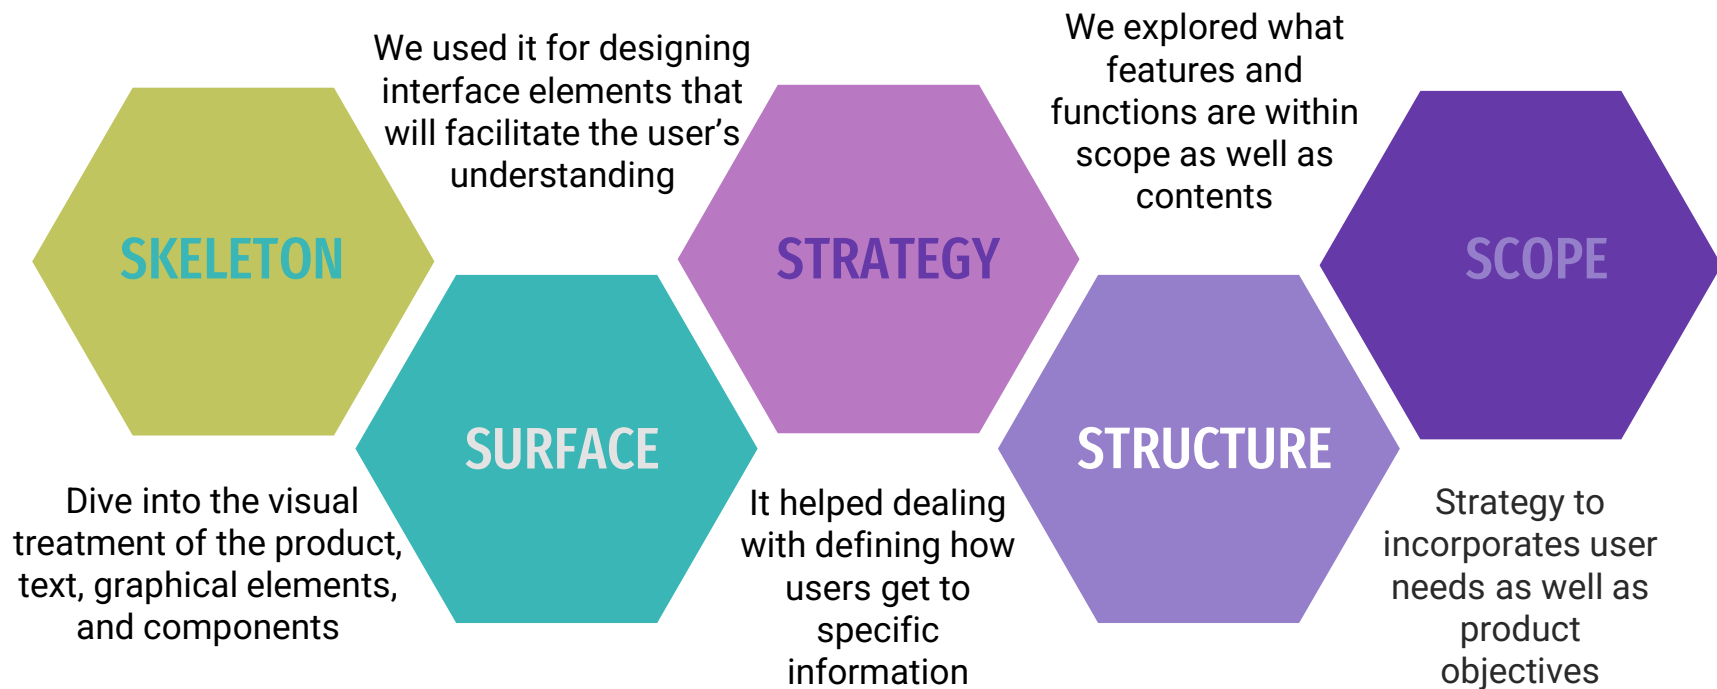 We used it for designing
interface elements that
will facilitate the user’s
understanding
We explored what
features and
functions are within
scope as well as
contents
SKELETON
STRATEGY
SCOPE
SURFACE
STRUCTURE
Dive into the visual
treatment of the product,
text, graphical elements,
and components
It helped dealing
with defining how
users get to
specific
information
Strategy to
incorporates user
needs as well as
product
objectives